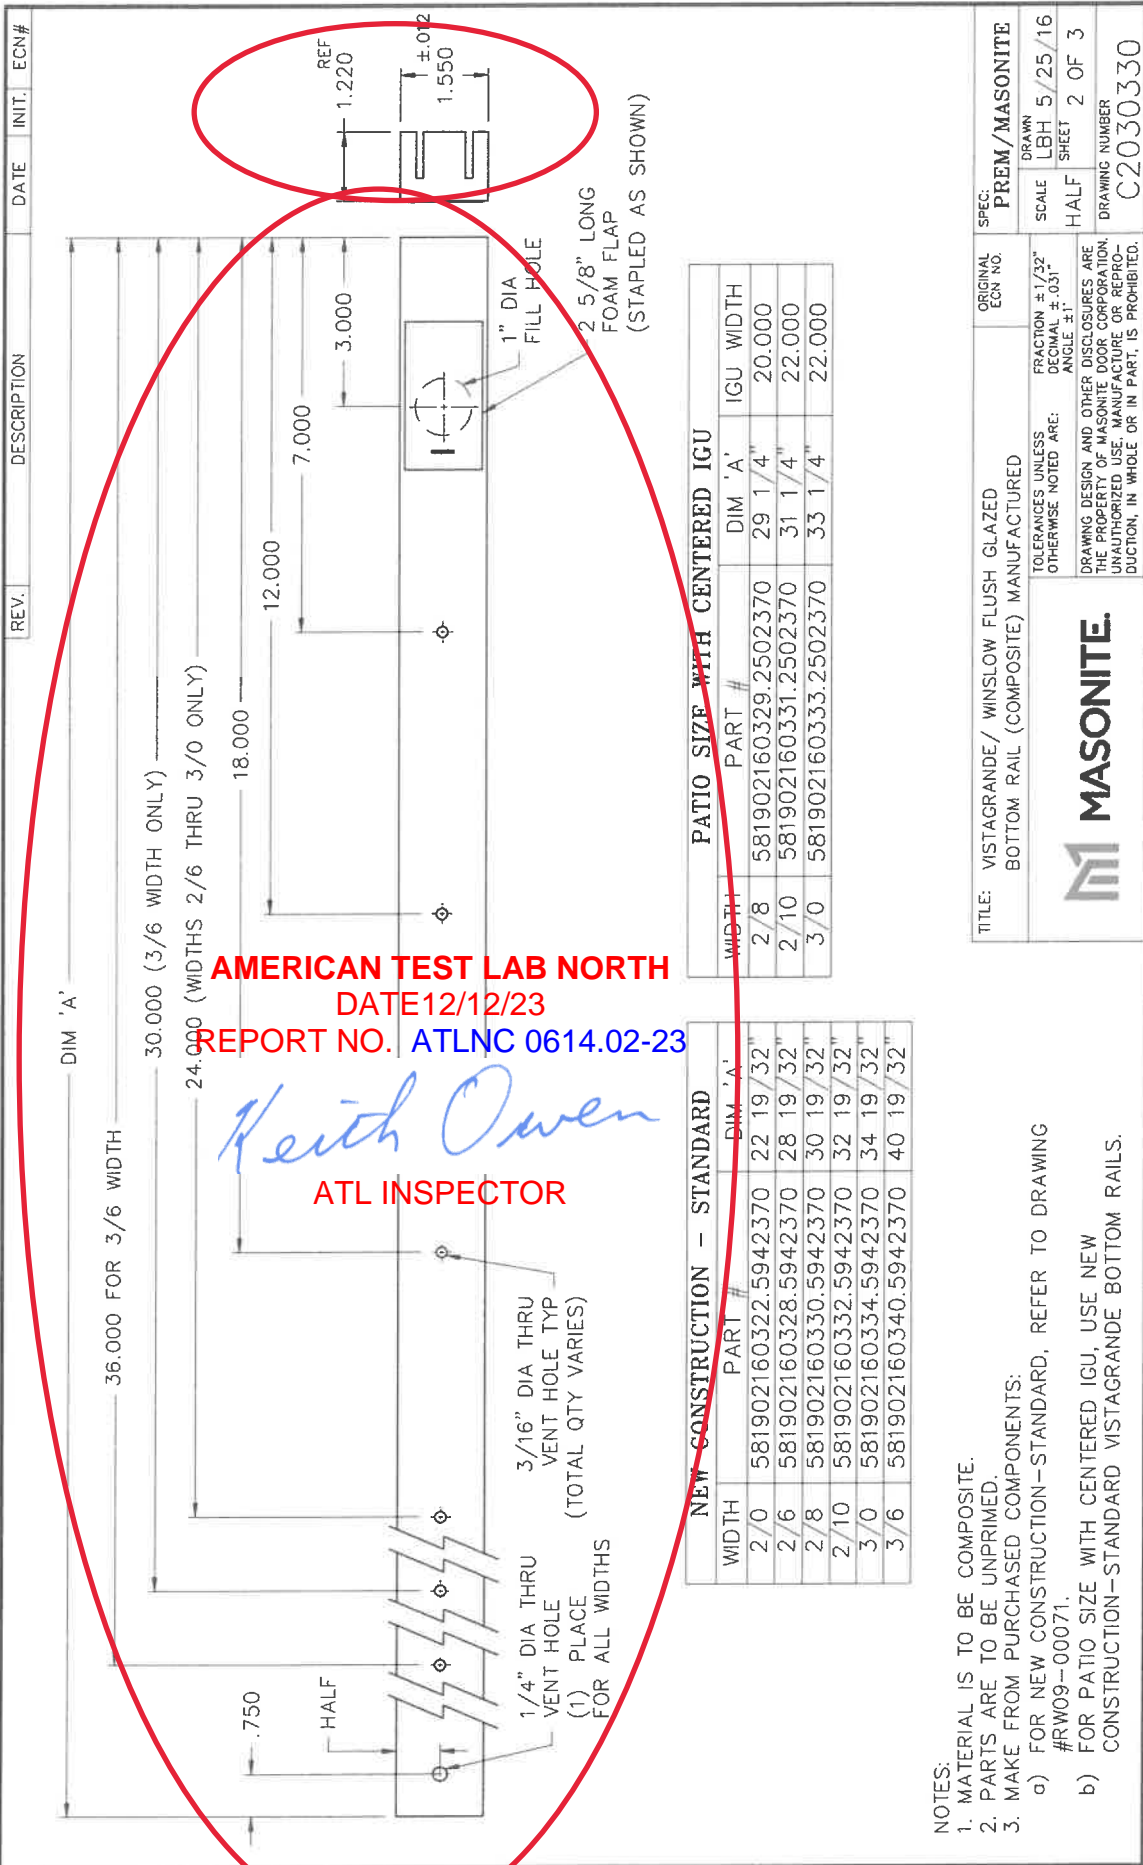 REV.
DESCRIPTION
DATE
INIT.
ECN#
DIM 'A'
36.000 FOR 3/6 WIDTH
30.000 (3/6 WIDTH ONLY)
24.000 (WIDTHS 2/6 THRU 3/0 ONLY)
18.000
12.000
7.000
3.000
.750
HALF
REF
1.220
±.012
1.550
1" DIA
FILL HOLE
2 5/8" LONG
FOAM FLAP
(STAPLED AS SHOWN)
3/16" DIA THRU
VENT HOLE TYP
(TOTAL QTY VARIES)
1/4" DIA THRU
VENT HOLE
(1) PLACE
FOR ALL WIDTHS
AMERICAN TEST LAB NORTH
DATE12/12/23
REPORT NO. ATLNC 0614.02-23
Keith Owen
ATL INSPECTOR
NEW CONSTRUCTION - STANDARD
WIDTH PART # DIM 'A'
2/0 581902160322.5942370 22 19/32"
2/6 581902160328.5942370 28 19/32"
2/8 581902160330.5942370 30 19/32"
2/10 581902160332.5942370 32 19/32"
3/0 581902160334.5942370 34 19/32"
3/6 581902160340.5942370 40 19/32"
PATIO SIZE WITH CENTERED IGU
WIDTH PART # DIM 'A' IGU WIDTH
2/8 581902160329.2502370 29 1/4" 20.000
2/10 581902160331.2502370 31 1/4" 22.000
3/0 581902160333.2502370 33 1/4" 22.000
NOTES:
1. MATERIAL IS TO BE COMPOSITE.
2. PARTS ARE TO BE UNPRIMED.
3. MAKE FROM PURCHASED COMPONENTS:
a) FOR NEW CONSTRUCTION-STANDARD, REFER TO DRAWING
#RW09-00071.
b) FOR PATIO SIZE WITH CENTERED IGU, USE NEW
CONSTRUCTION-STANDARD VISTAGRANDE BOTTOM RAILS.
TITLE: VISTAGRANDE/ WINSLOW FLUSH GLAZED
BOTTOM RAIL (COMPOSITE) MANUFACTURED
ORIGINAL
ECN NO.
SPEC:
PREM/MASONITE
MASONITE.
TOLERANCES UNLESS
OTHERWISE NOTED ARE:
FRACTION ±1/32"
DECIMAL ±.031"
ANGLE ±1°
SCALE
HALF
DRAWN
LBH 5/25/16
SHEET 2 OF 3
DRAWING DESIGN AND OTHER DISCLOSURES ARE
THE PROPERTY OF MASONITE DOOR CORPORATION.
UNAUTHORIZED USE, MANUFACTURE OR REPRO-
DUCTION, IN WHOLE OR IN PART, IS PROHIBITED.
DRAWING NUMBER
C2030330